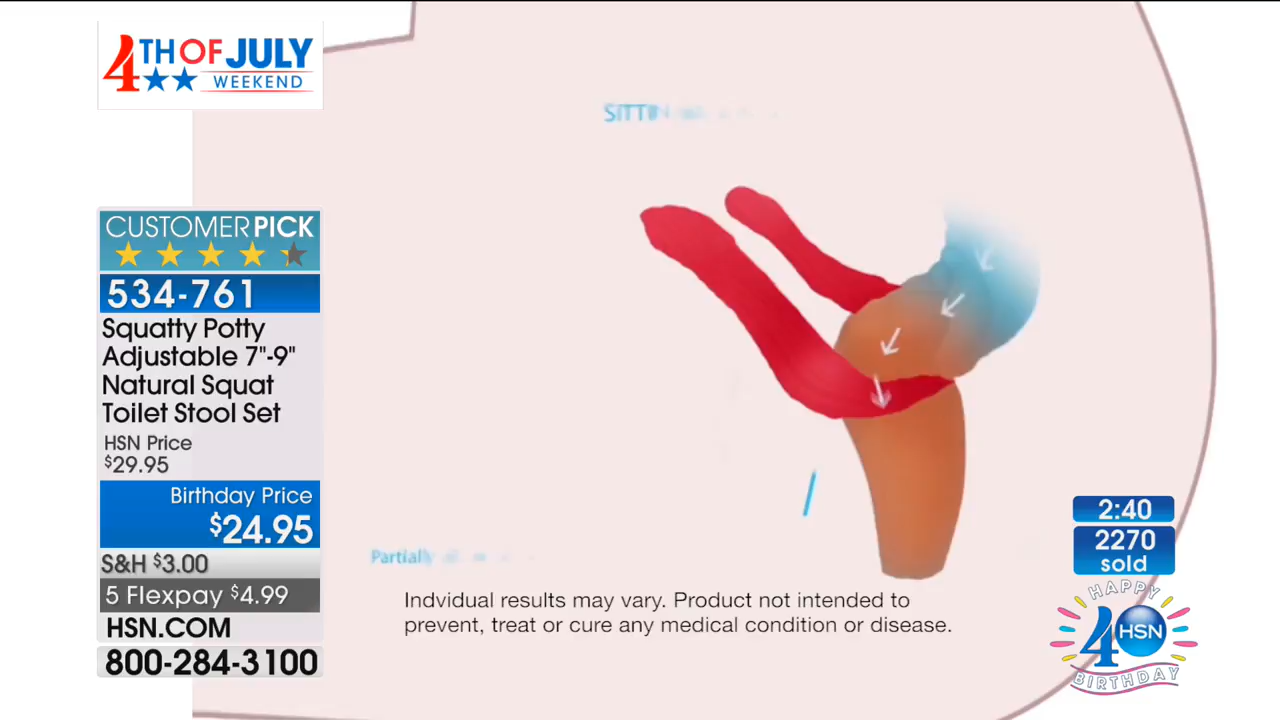 4TH OF JULY
WEEKEND
CUSTOMER PICK
534-761
Squatty Potty
Adjustable 7"-9"
Natural Squat
Toilet Stool Set
HSN Price
$29.95
Birthday Price
$24.95
S&H $3.00
5 Flexpay $4.99
HSN.COM
800-284-3100
Indvidual results may vary. Product not intended to
prevent, treat or cure any medical condition or disease.
2:40
2270
sold
HAPPY
40 HSN
BIRTHDAY